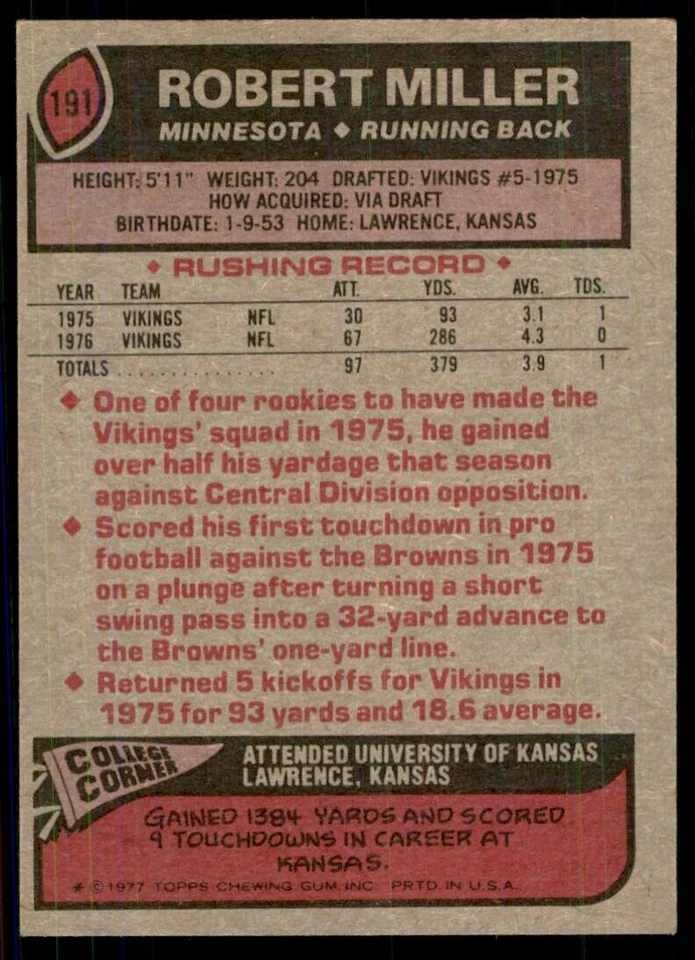 191
ROBERT MILLER
MINNESOTA ◆ RUNNING BACK
HEIGHT: 5'11" WEIGHT: 204 DRAFTED: VIKINGS #5-1975
HOW ACQUIRED: VIA DRAFT
BIRTHDATE: 1-9-53 HOME: LAWRENCE, KANSAS
◆ RUSHING RECORD ◆
YEAR TEAM ATT. YDS. AVG. TDS.
1975 VIKINGS NFL 30 93 3.1 1
1976 VIKINGS NFL 67 286 4.3 0
TOTALS . . . . . . . . . . . . . . . 97 379 3.9 1
◆ One of four rookies to have made the
Vikings' squad in 1975, he gained
over half his yardage that season
against Central Division opposition.
◆ Scored his first touchdown in pro
football against the Browns in 1975
on a plunge after turning a short
swing pass into a 32-yard advance to
the Browns' one-yard line.
◆ Returned 5 kickoffs for Vikings in
1975 for 93 yards and 18.6 average.
COLLEGE
CORNER
ATTENDED UNIVERSITY OF KANSAS
LAWRENCE, KANSAS
GAINED 1384 YARDS AND SCORED
9 TOUCHDOWNS IN CAREER AT
KANSAS.
* © 1977 TOPPS CHEWING GUM, INC. PRTD. IN U.S.A.